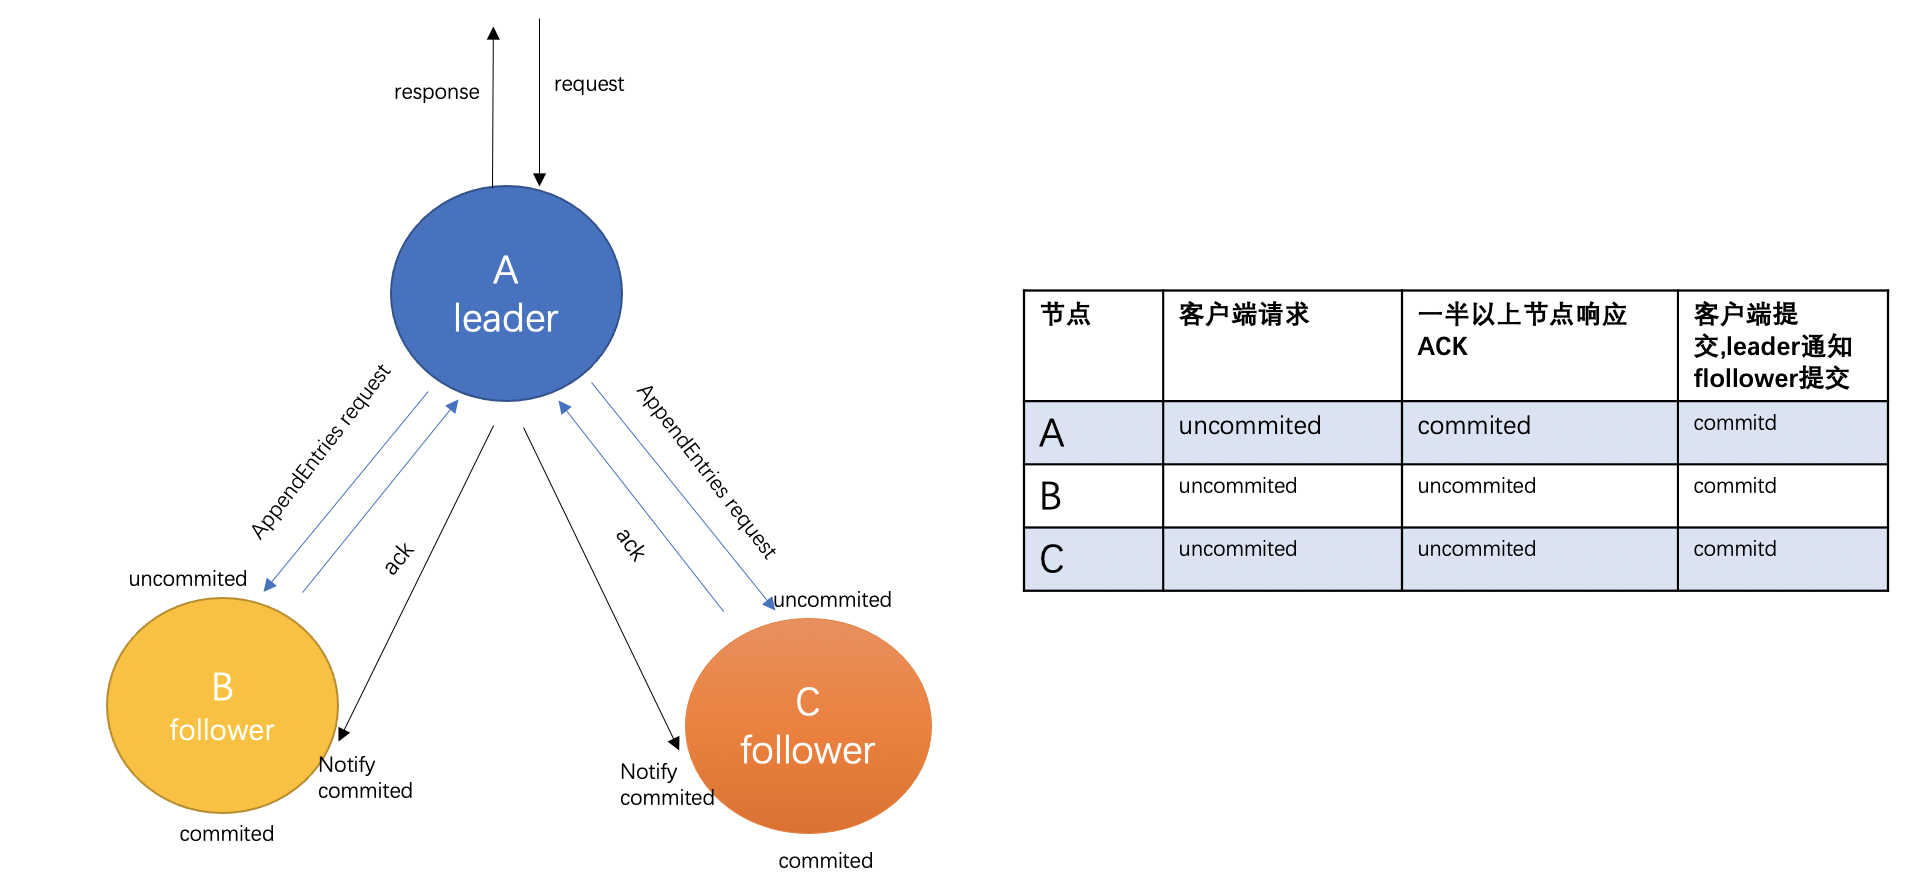 response
request
A
leader
AppendEntries request
AppendEntries request
ack
ack
uncommited
uncommited
B
follower
C
follower
Notify
commited
Notify
commited
commited
commited
节点
客户端请求
一半以上节点响应
ACK
客户端提
交,leader通知
flollower提交
A
uncommited
commited
commitd
B
uncommited
uncommited
commitd
C
uncommited
uncommited
commitd